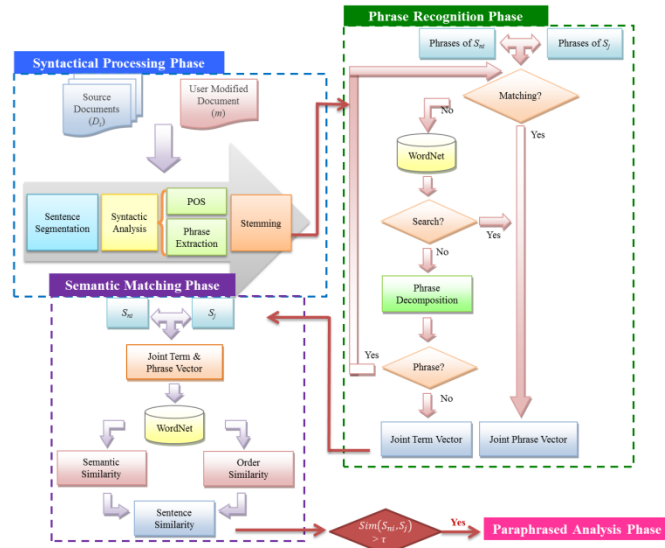 Phrase Recognition Phase
Phrases of S_ni
Phrases of S_j
Matching?
No
Yes
WordNet
Search?
Yes
No
Phrase
Decomposition
Yes
Phrase?
No
Joint Term Vector
Joint Phrase Vector
Syntactical Processing Phase
Source
Documents
(D_i)
User Modified
Document
(m)
Sentence
Segmentation
Syntactic
Analysis
POS
Phrase
Extraction
Stemming
Semantic Matching Phase
S_ni
S_j
Joint Term &
Phrase Vector
WordNet
Semantic
Similarity
Order
Similarity
Sentence
Similarity
Sim(S_ni,S_j)
> τ
Yes
Paraphrased Analysis Phase